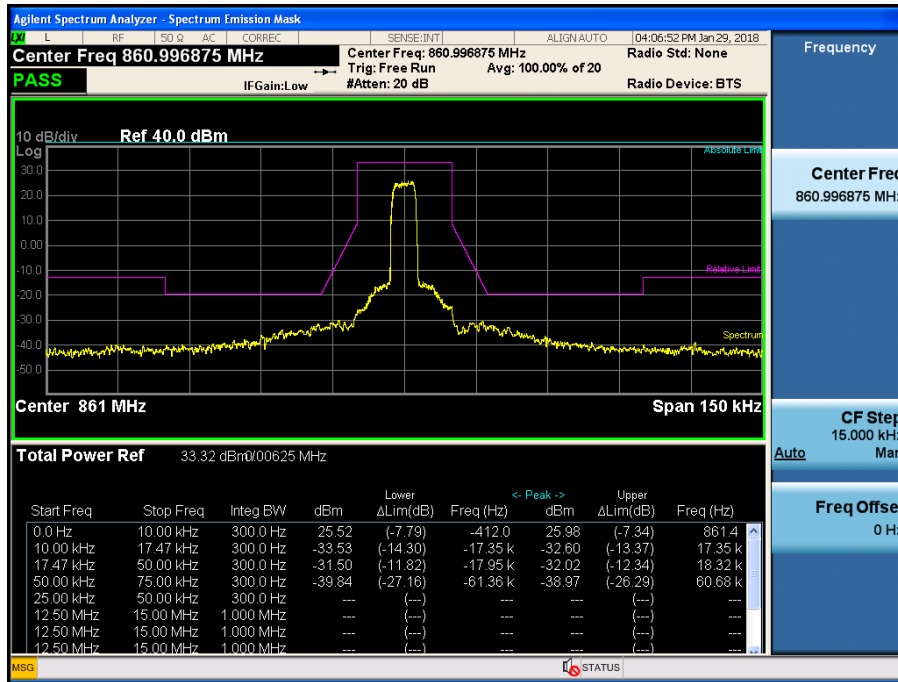 Agilent Spectrum Analyzer - Spectrum Emission Mask
LXI L RF 50 Ω AC CORREC SENSE:INT ALIGN AUTO 04:06:52 PM Jan 29, 2018
Center Freq 860.996875 MHz
Center Freq: 860.996875 MHz Radio Std: None
Trig: Free Run Avg: 100.00% of 20
PASS
IFGain:Low #Atten: 20 dB Radio Device: BTS
10 dB/div Ref 40.0 dBm
Log
Absolute Limit
30.0
20.0
10.0
0.00
-10.0
Relative Limit
-20.0
-30.0
Spectrum
-40.0
-50.0
Center 861 MHz Span 150 kHz
Total Power Ref 33.32 dBm/0.00625 MHz
Lower <- Peak -> Upper
Start Freq Stop Freq Integ BW dBm ΔLim(dB) Freq (Hz) dBm ΔLim(dB) Freq (Hz)
0.0 Hz 10.00 kHz 300.0 Hz 25.52 (-7.79) -412.0 25.98 (-7.34) 861.4
10.00 kHz 17.47 kHz 300.0 Hz -33.53 (-14.30) -17.35 k -32.60 (-13.37) 17.35 k
17.47 kHz 50.00 kHz 300.0 Hz -31.50 (-11.82) -17.95 k -32.02 (-12.34) 18.32 k
50.00 kHz 75.00 kHz 300.0 Hz -39.84 (-27.16) -61.36 k -38.97 (-26.29) 60.68 k
25.00 kHz 50.00 kHz 300.0 Hz --- (---) --- --- (---) ---
12.50 MHz 15.00 MHz 1.000 MHz --- (---) --- --- (---) ---
12.50 MHz 15.00 MHz 1.000 MHz --- (---) --- --- (---) ---
12.50 MHz 15.00 MHz 1.000 MHz --- (---) --- --- (---) ---
MSG STATUS
Frequency
Center Freq
860.996875 MHz
CF Step
15.000 kHz
Auto Man
Freq Offset
0 Hz